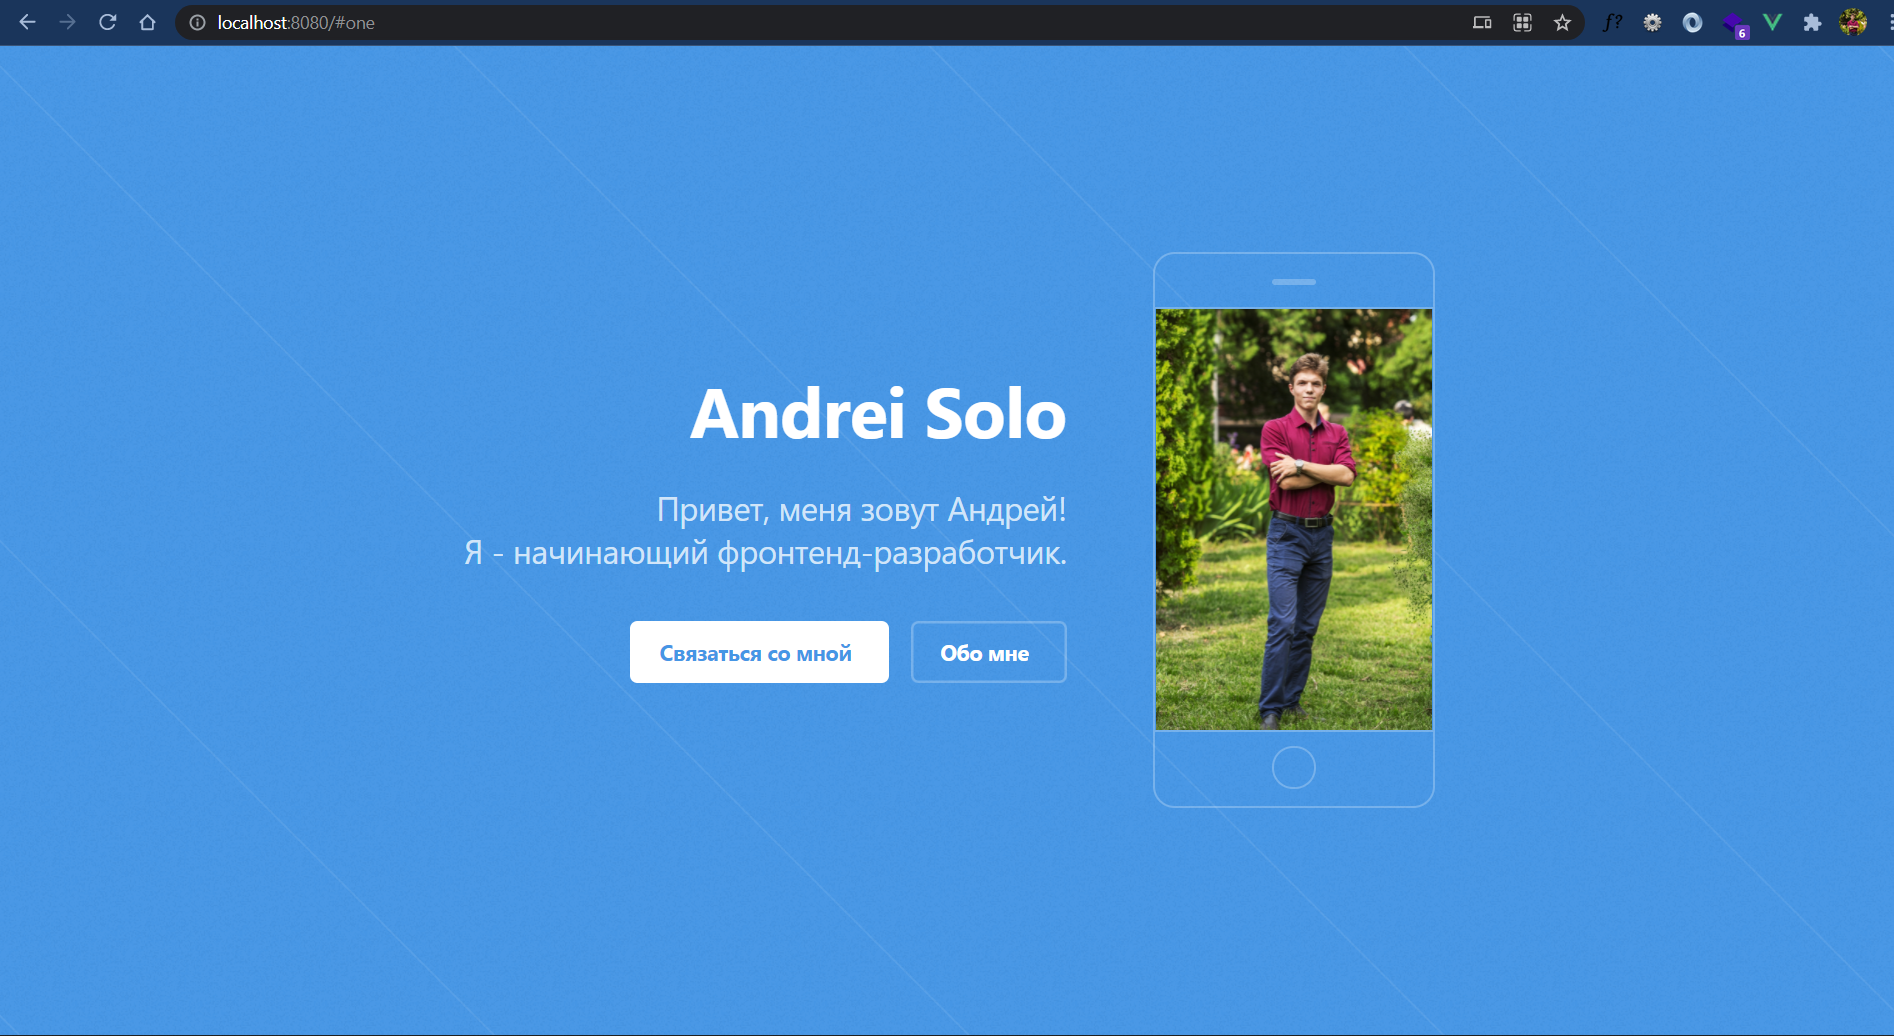 localhost:8080/#one
f?
6
Andrei Solo
Привет, меня зовут Андрей!
Я - начинающий фронтенд-разработчик.
Связаться со мной
Обо мне